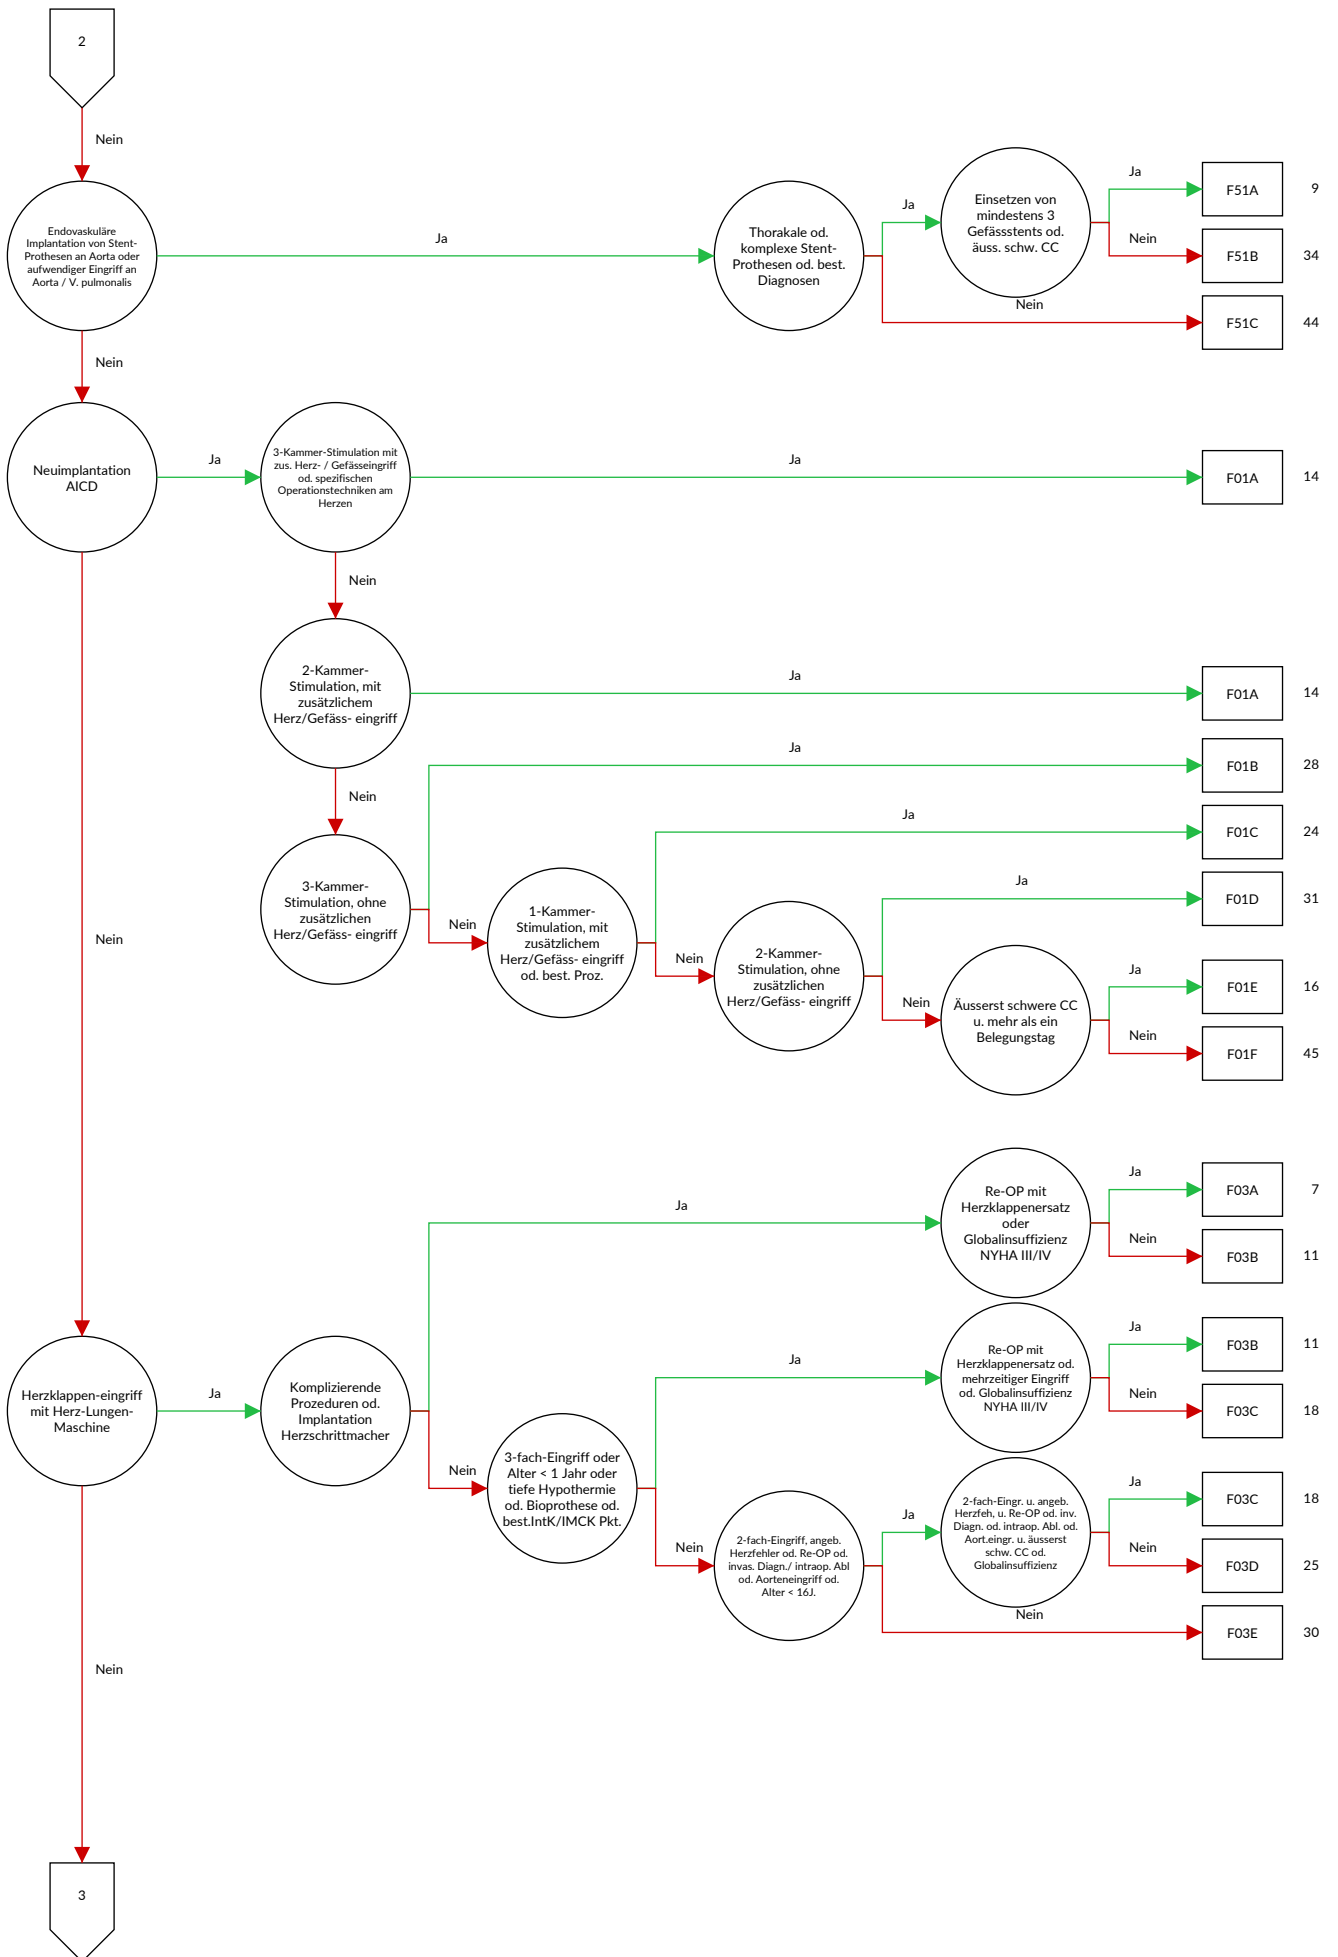 2
Nein
Endovaskuläre
Implantation von Stent-
Prothesen an Aorta oder
aufwendiger Eingriff an
Aorta / V. pulmonalis
Ja
Thorakale od.
komplexe Stent-
Prothesen od. best.
Diagnosen
Ja
Einsetzen von
mindestens 3
Gefässstents od.
äuss. schw. CC
Ja
F51A
9
Nein
F51B
34
Nein
F51C
44
Nein
Neuimplantation
AICD
Ja
3-Kammer-Stimulation mit
zus. Herz- / Gefässeingriff
od. spezifischen
Operationstechniken am
Herzen
Ja
F01A
14
Nein
2-Kammer-
Stimulation, mit
zusätzlichem
Herz/Gefäss- eingriff
Ja
F01A
14
Nein
3-Kammer-
Stimulation, ohne
zusätzlichen
Herz/Gefäss- eingriff
Ja
F01B
28
Nein
1-Kammer-
Stimulation, mit
zusätzlichem
Herz/Gefäss- eingriff
od. best. Proz.
Ja
F01C
24
Nein
2-Kammer-
Stimulation, ohne
zusätzlichen
Herz/Gefäss- eingriff
Ja
F01D
31
Nein
Äusserst schwere CC
u. mehr als ein
Belegungstag
Ja
F01E
16
Nein
F01F
45
Nein
Herzklappen-eingriff
mit Herz-Lungen-
Maschine
Ja
Komplizierende
Prozeduren od.
Implantation
Herzschrittmacher
Ja
Re-OP mit
Herzklappenersatz
oder
Globalinsuffizienz
NYHA III/IV
Ja
F03A
7
Nein
F03B
11
Nein
3-fach-Eingriff oder
Alter < 1 Jahr oder
tiefe Hypothermie
od. Bioprothese od.
best.IntK/IMCK Pkt.
Ja
Re-OP mit
Herzklappenersatz od.
mehrzeitiger Eingriff
od. Globalinsuffizienz
NYHA III/IV
Ja
F03B
11
Nein
F03C
18
Nein
2-fach-Eingriff, angeb.
Herzfehler od. Re-OP od.
invas. Diagn./ intraop. Abl
od. Aorteneingriff od.
Alter < 16J.
Ja
2-fach-Eingr. u. angeb.
Herzfeh, u. Re-OP od. inv.
Diagn. od. intraop. Abl. od.
Aort.eingr. u. äusserst
schw. CC od.
Globalinsuffizienz
Ja
F03C
18
Nein
F03D
25
Nein
F03E
30
Nein
3